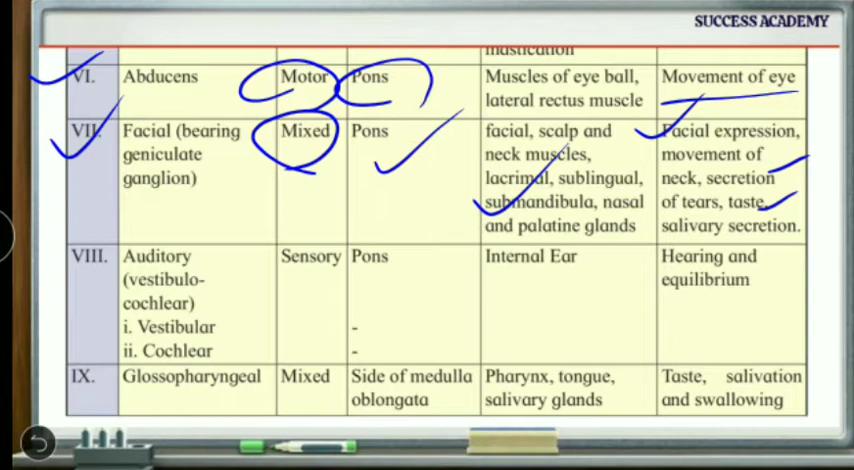 SUCCESS ACADEMY
mastication
VI. Abducens Motor Pons Muscles of eye ball, Movement of eye
lateral rectus muscle
VII. Facial (bearing Mixed Pons facial, scalp and Facial expression,
geniculate neck muscles, movement of
ganglion) lacrimal, sublingual, neck, secretion
submandibula, nasal of tears, taste,
and palatine glands salivary secretion.
VIII. Auditory Sensory Pons Internal Ear Hearing and
(vestibulo- equilibrium
cochlear)
i. Vestibular -
ii. Cochlear -
IX. Glossopharyngeal Mixed Side of medulla Pharynx, tongue, Taste, salivation
oblongata salivary glands and swallowing